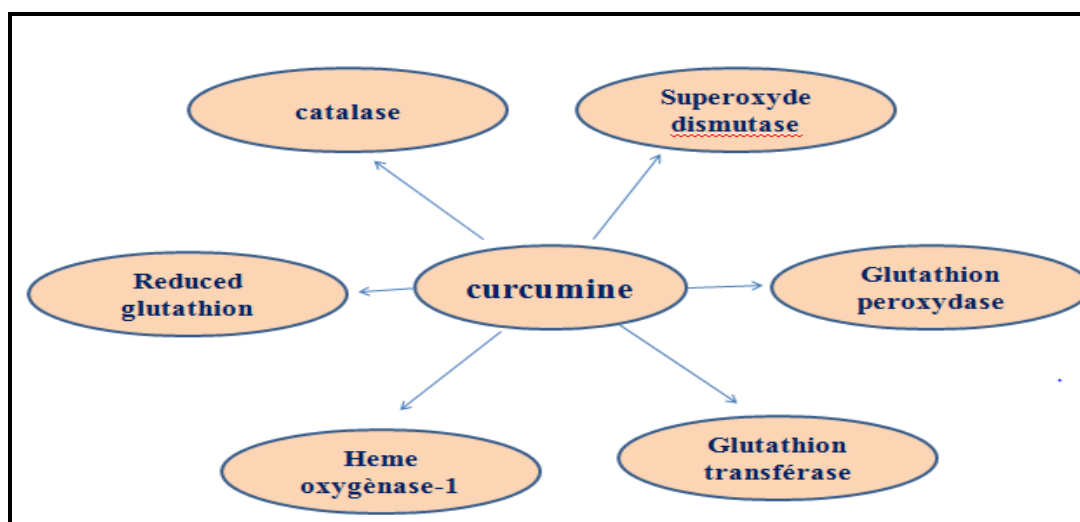 catalase
Superoxyde
dismutase
Reduced
glutathion
curcumine
Glutathion
peroxydase
Heme
oxygènase-1
Glutathion
transférase